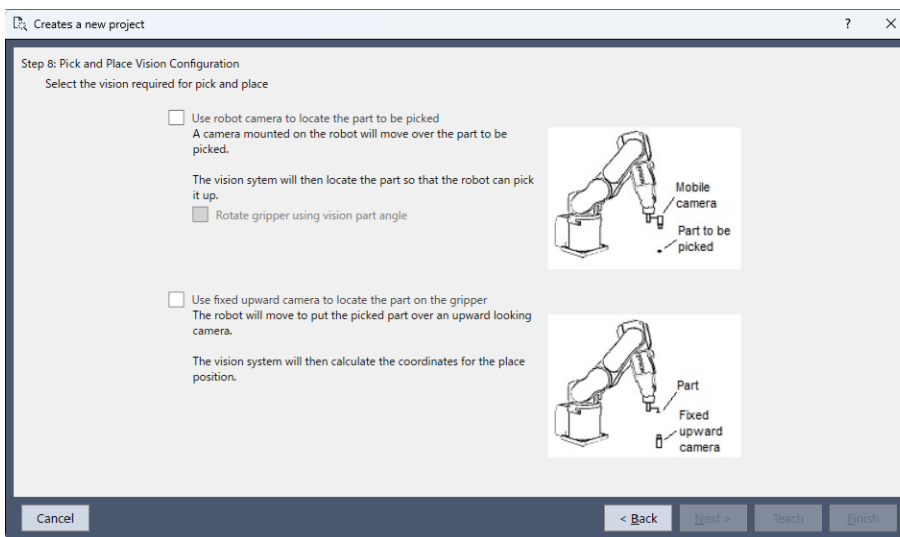 Creates a new project
?
Step 8: Pick and Place Vision Configuration
Select the vision required for pick and place
Use robot camera to locate the part to be picked
A camera mounted on the robot will move over the part to be
picked.
The vision sytem will then locate the part so that the robot can pick
it up.
Rotate gripper using vision part angle
Mobile
camera
Part to be
picked
Use fixed upward camera to locate the part on the gripper
The robot will move to put the picked part over an upward looking
camera.
The vision system will then calculate the coordinates for the place
position.
Part
Fixed
upward
camera
Cancel
< Back
Next >
Teach
Finish